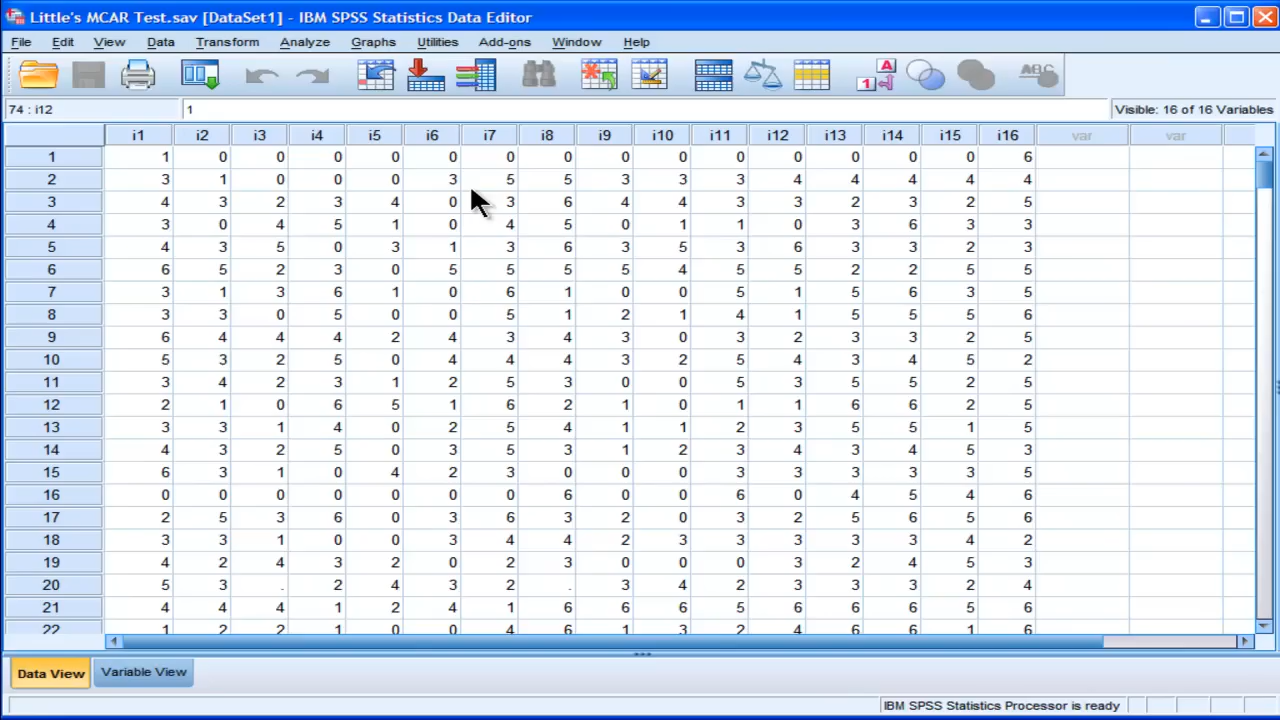 Little's MCAR Test.sav [DataSet1] - IBM SPSS Statistics Data Editor
File Edit View Data Transform Analyze Graphs Utilities Add-ons Window Help
1 A ABC
74 : i12 1 Visible: 16 of 16 Variables
i1 i2 i3 i4 i5 i6 i7 i8 i9 i10 i11 i12 i13 i14 i15 i16 var var
1 1 0 0 0 0 0 0 0 0 0 0 0 0 0 0 6
2 3 1 0 0 0 3 5 5 3 3 3 4 4 4 4 4
3 4 3 2 3 4 0 3 6 4 4 3 3 2 3 2 5
4 3 0 4 5 1 0 4 5 0 1 1 0 3 6 3 3
5 4 3 5 0 3 1 3 6 3 5 3 6 3 3 2 3
6 6 5 2 3 0 5 5 5 5 4 5 5 2 2 5 5
7 3 1 3 6 1 0 6 1 0 0 5 1 5 6 3 5
8 3 3 0 5 0 0 5 1 2 1 4 1 5 5 5 6
9 6 4 4 4 2 4 3 4 3 0 3 2 3 3 2 5
10 5 3 2 5 0 4 4 4 3 2 5 4 3 4 5 2
11 3 4 2 3 1 2 5 3 0 0 5 3 5 5 2 5
12 2 1 0 6 5 1 6 2 1 0 1 1 6 6 2 5
13 3 3 1 4 0 2 5 4 1 1 2 3 5 5 1 5
14 4 3 2 5 0 3 5 3 1 2 3 4 3 4 5 3
15 6 3 1 0 4 2 3 0 0 0 3 3 3 3 3 5
16 0 0 0 0 0 0 0 6 0 0 6 0 4 5 4 6
17 2 5 3 6 0 3 6 3 2 0 3 2 5 6 5 6
18 3 3 1 0 0 3 4 4 2 3 3 3 3 3 4 2
19 4 2 4 3 2 0 2 3 0 0 0 3 2 4 5 3
20 5 3 . 2 4 3 2 . 3 4 2 3 3 3 2 4
21 4 4 4 1 2 4 1 6 6 6 5 6 6 6 5 6
22 1 2 2 1 0 0 4 6 1 3 2 4 6 6 1 6
Data View Variable View
IBM SPSS Statistics Processor is ready